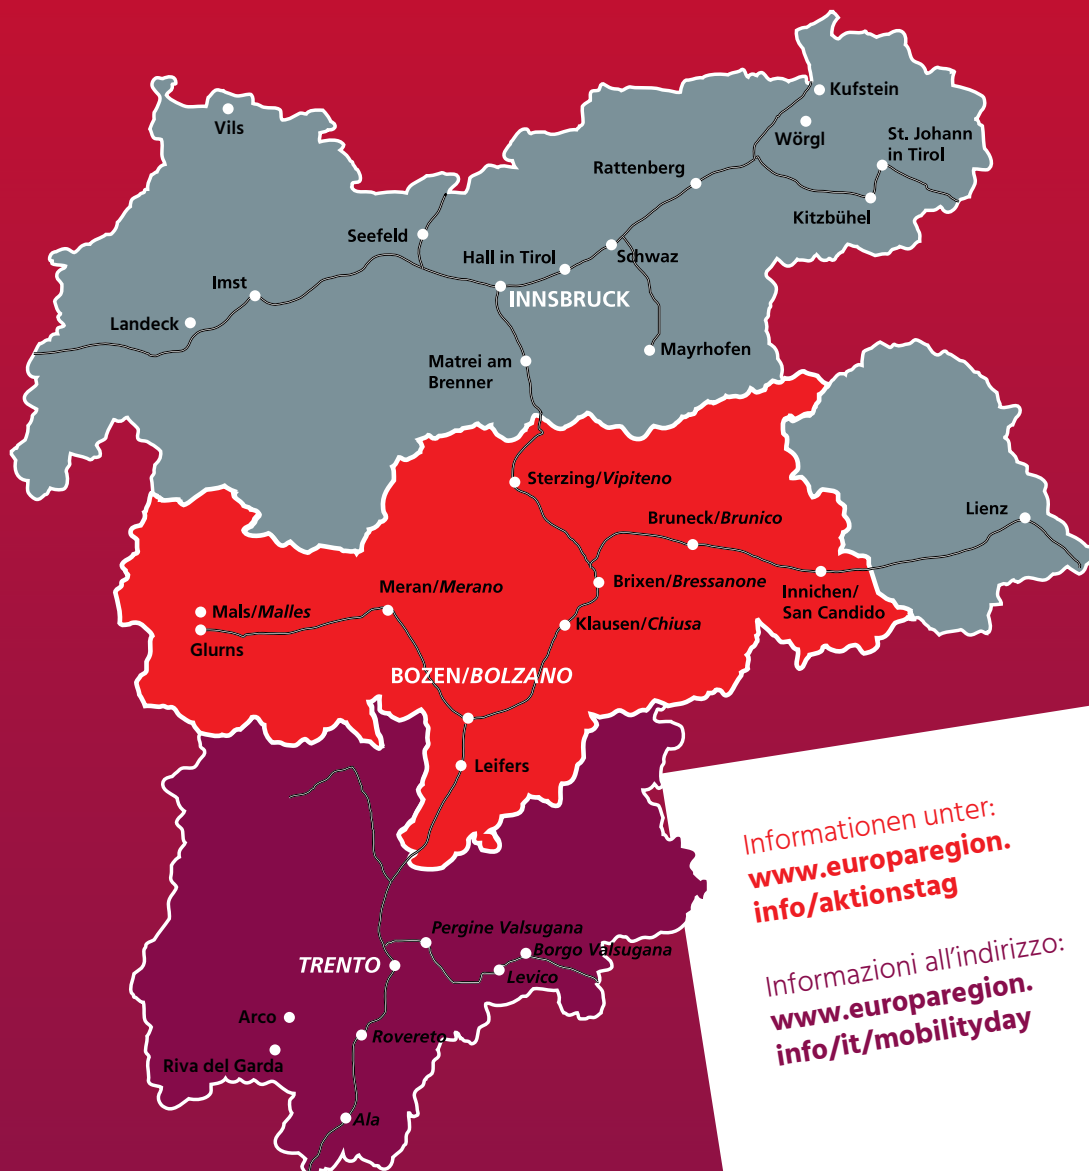 Kufstein
Vils
Wörgl
St. Johann
in Tirol
Rattenberg
Kitzbühel
Seefeld
Hall in Tirol
Schwaz
Imst
INNSBRUCK
Landeck
Matrei am
Brenner
Mayrhofen
Sterzing/Vipiteno
Lienz
Bruneck/Brunico
Meran/Merano
Brixen/Bressanone
Innichen/
San Candido
Mals/Malles
Klausen/Chiusa
Glurns
BOZEN/BOLZANO
Leifers
Pergine Valsugana
Borgo Valsugana
TRENTO
Levico
Arco
Rovereto
Riva del Garda
Ala
Informationen unter:
www.europaregion.
info/aktionstag
Informazioni all'indirizzo:
www.europaregion.
info/it/mobilityday